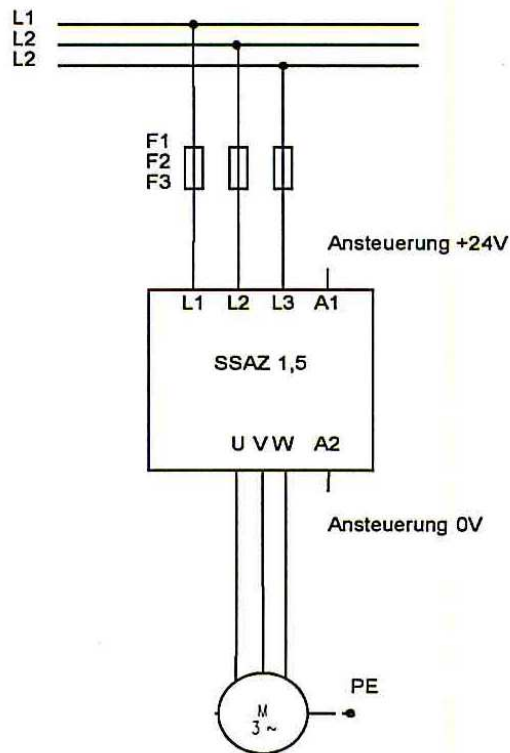 L1
L2
L2
F1
F2
F3
Ansteuerung +24V
L1 L2 L3 A1
SSAZ 1,5
U V W A2
Ansteuerung 0V
PE
M
3 ~